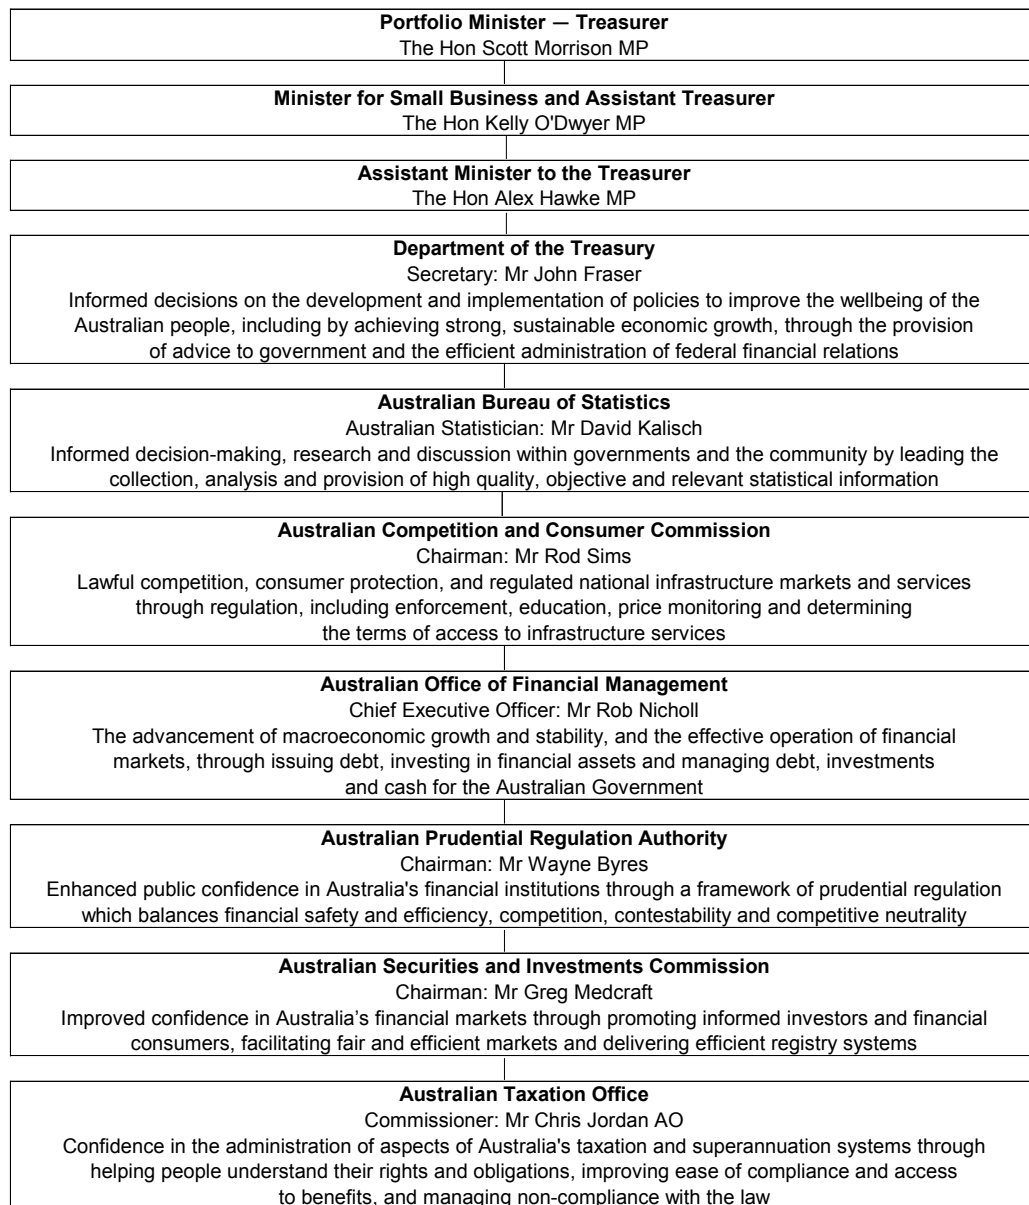 Portfolio Minister — Treasurer
The Hon Scott Morrison MP
Minister for Small Business and Assistant Treasurer
The Hon Kelly O'Dwyer MP
Assistant Minister to the Treasurer
The Hon Alex Hawke MP
Department of the Treasury
Secretary: Mr John Fraser
Informed decisions on the development and implementation of policies to improve the wellbeing of the
Australian people, including by achieving strong, sustainable economic growth, through the provision
of advice to government and the efficient administration of federal financial relations
Australian Bureau of Statistics
Australian Statistician: Mr David Kalisch
Informed decision-making, research and discussion within governments and the community by leading the
collection, analysis and provision of high quality, objective and relevant statistical information
Australian Competition and Consumer Commission
Chairman: Mr Rod Sims
Lawful competition, consumer protection, and regulated national infrastructure markets and services
through regulation, including enforcement, education, price monitoring and determining
the terms of access to infrastructure services
Australian Office of Financial Management
Chief Executive Officer: Mr Rob Nicholl
The advancement of macroeconomic growth and stability, and the effective operation of financial
markets, through issuing debt, investing in financial assets and managing debt, investments
and cash for the Australian Government
Australian Prudential Regulation Authority
Chairman: Mr Wayne Byres
Enhanced public confidence in Australia's financial institutions through a framework of prudential regulation
which balances financial safety and efficiency, competition, contestability and competitive neutrality
Australian Securities and Investments Commission
Chairman: Mr Greg Medcraft
Improved confidence in Australia’s financial markets through promoting informed investors and financial
consumers, facilitating fair and efficient markets and delivering efficient registry systems
Australian Taxation Office
Commissioner: Mr Chris Jordan AO
Confidence in the administration of aspects of Australia's taxation and superannuation systems through
helping people understand their rights and obligations, improving ease of compliance and access
to benefits, and managing non-compliance with the law